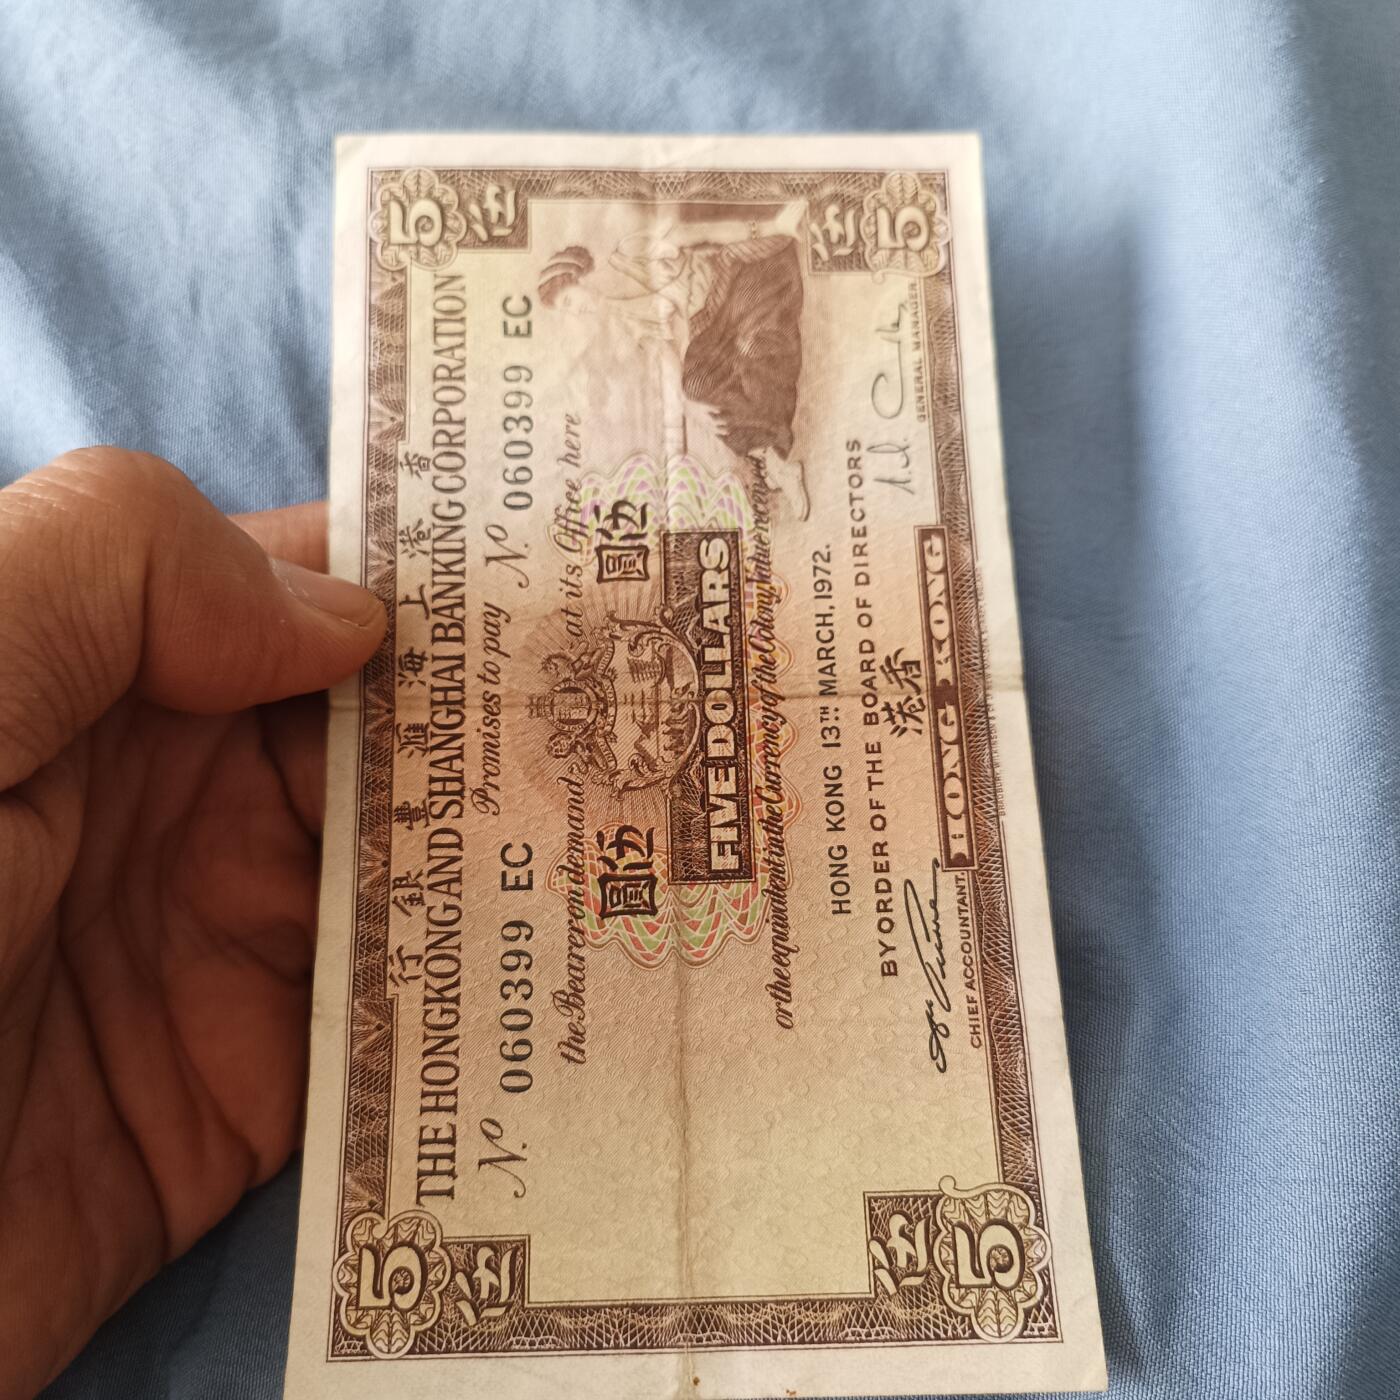 5 伍
伍 5
行銀豐滙海上港香
THE HONGKONG AND SHANGHAI BANKING CORPORATION
Promises to pay
Nº 060399 EC
Nº 060399 EC
the Bearer on demand
at its Office here
伍圓
伍圓
FIVE DOLLARS
or the equivalent in the Currency of the Colony Value received
HONG KONG 13TH MARCH, 1972.
BY ORDER OF THE BOARD OF DIRECTORS
港香
CHIEF ACCOUNTANT.
GENERAL MANAGER.
HONG KONG
5 伍
伍 5